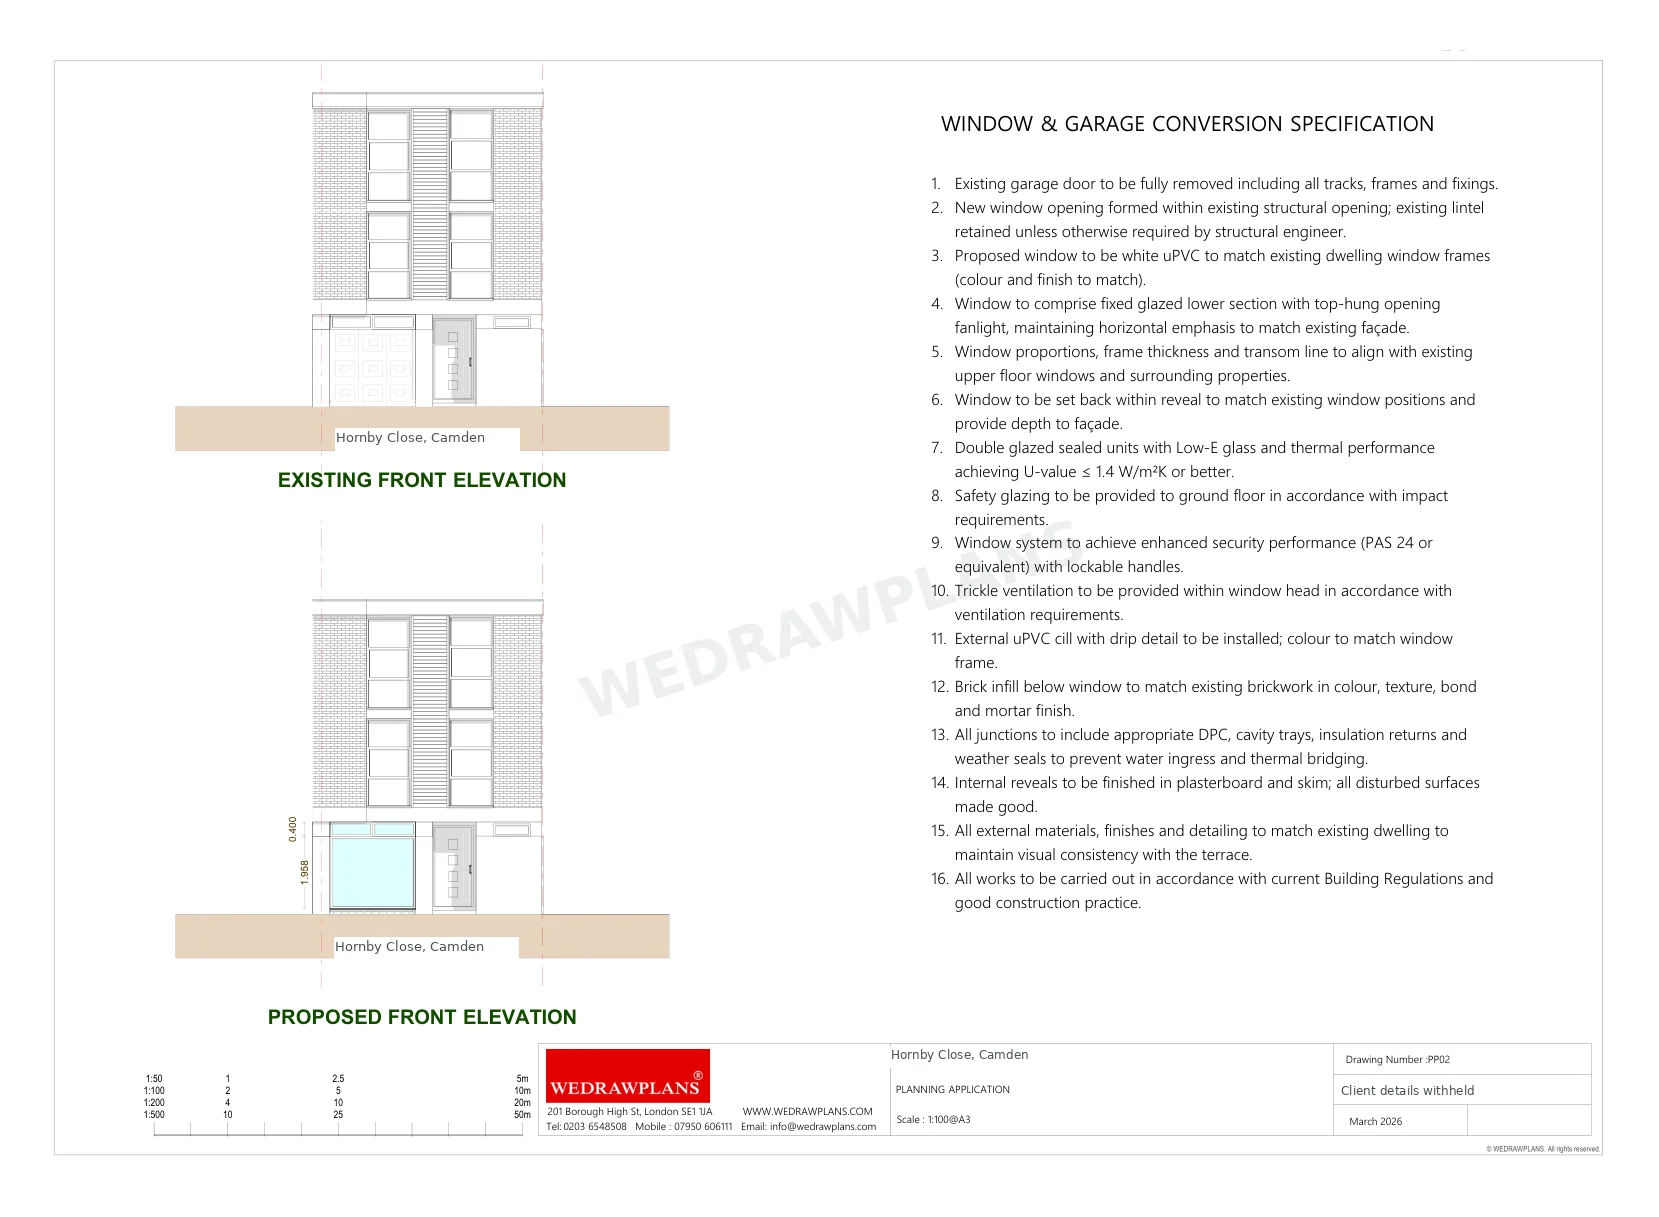 WINDOW & GARAGE CONVERSION SPECIFICATION
1. Existing garage door to be fully removed including all tracks, frames and fixings.
2. New window opening formed within existing structural opening; existing lintel
retained unless otherwise required by structural engineer.
3. Proposed window to be white uPVC to match existing dwelling window frames
(colour and finish to match).
4. Window to comprise fixed glazed lower section with top-hung opening
fanlight, maintaining horizontal emphasis to match existing façade.
5. Window proportions, frame thickness and transom line to align with existing
upper floor windows and surrounding properties.
6. Window to be set back within reveal to match existing window positions and
provide depth to façade.
7. Double glazed sealed units with Low-E glass and thermal performance
achieving U-value ≤ 1.4 W/m²K or better.
8. Safety glazing to be provided to ground floor in accordance with impact
requirements.
9. Window system to achieve enhanced security performance (PAS 24 or
equivalent) with lockable handles.
10. Trickle ventilation to be provided within window head in accordance with
ventilation requirements.
11. External uPVC cill with drip detail to be installed; colour to match window
frame.
12. Brick infill below window to match existing brickwork in colour, texture, bond
and mortar finish.
13. All junctions to include appropriate DPC, cavity trays, insulation returns and
weather seals to prevent water ingress and thermal bridging.
14. Internal reveals to be finished in plasterboard and skim; all disturbed surfaces
made good.
15. All external materials, finishes and detailing to match existing dwelling to
maintain visual consistency with the terrace.
16. All works to be carried out in accordance with current Building Regulations and
good construction practice.
Hornby Close, Camden
EXISTING FRONT ELEVATION
WEDRAWPLANS
0.400
1.958
Hornby Close, Camden
PROPOSED FRONT ELEVATION
1:50 1 2.5 5m
1:100 2 5 10m
1:200 4 10 20m
1:500 10 25 50m
WEDRAWPLANS ®
201 Borough High St, London SE1 1JA WWW.WEDRAWPLANS.COM
Tel: 0203 6548508 Mobile : 07950 606111 Email: info@wedrawplans.com
Hornby Close, Camden
PLANNING APPLICATION
Scale : 1:100@A3
Drawing Number :PP02
Client details withheld
March 2026
© WEDRAWPLANS. All rights reserved.